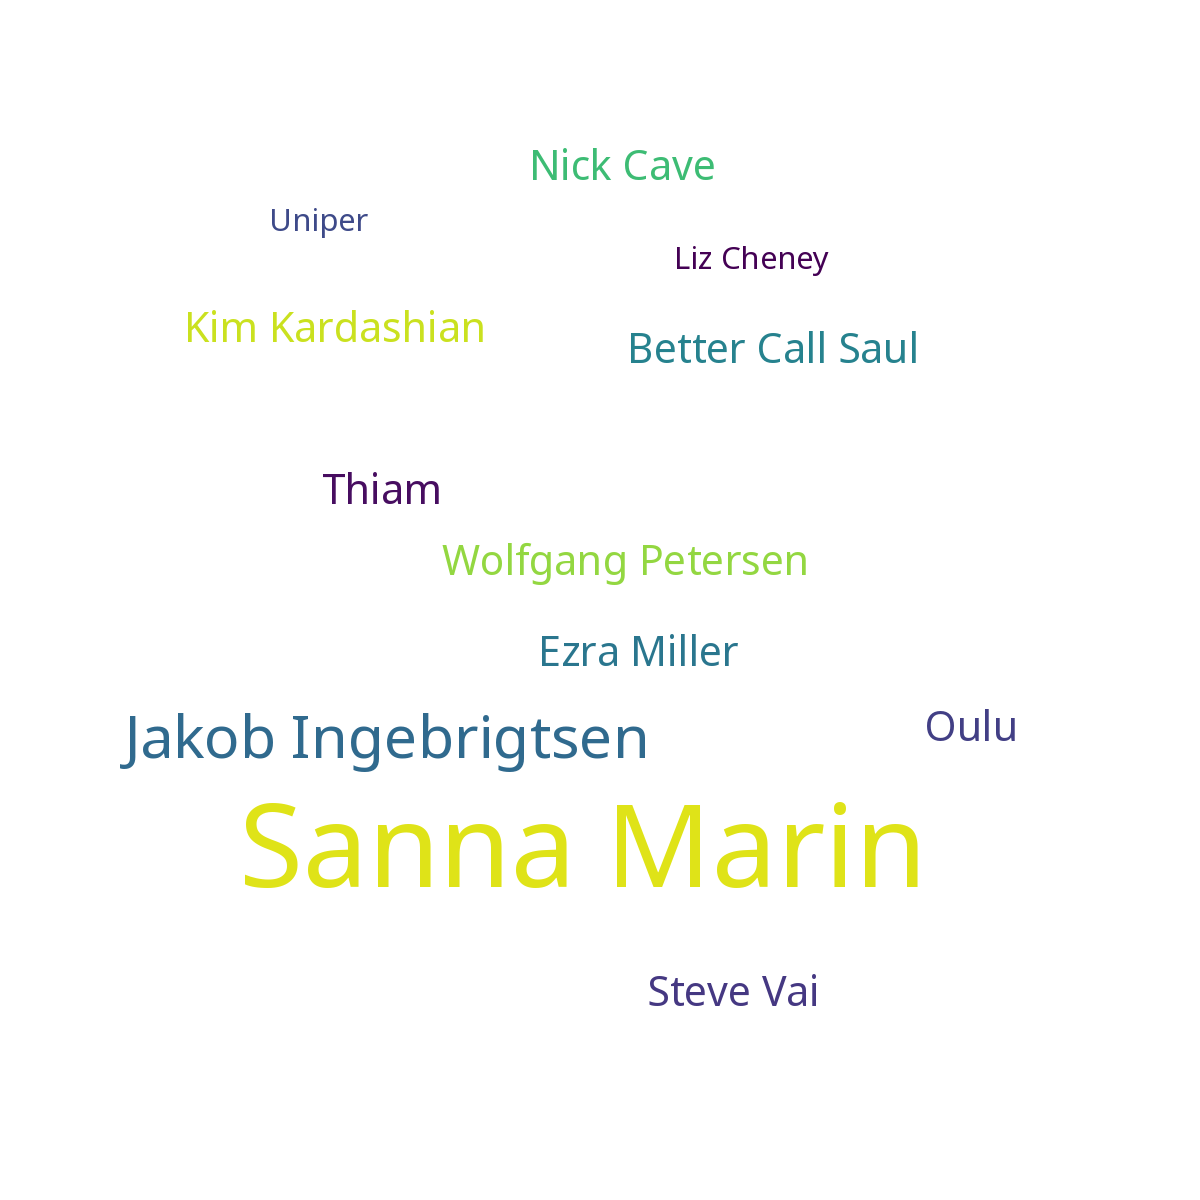 Nick Cave
Uniper
Liz Cheney
Kim Kardashian
Better Call Saul
Thiam
Wolfgang Petersen
Ezra Miller
Jakob Ingebrigtsen
Oulu
Sanna Marin
Steve Vai